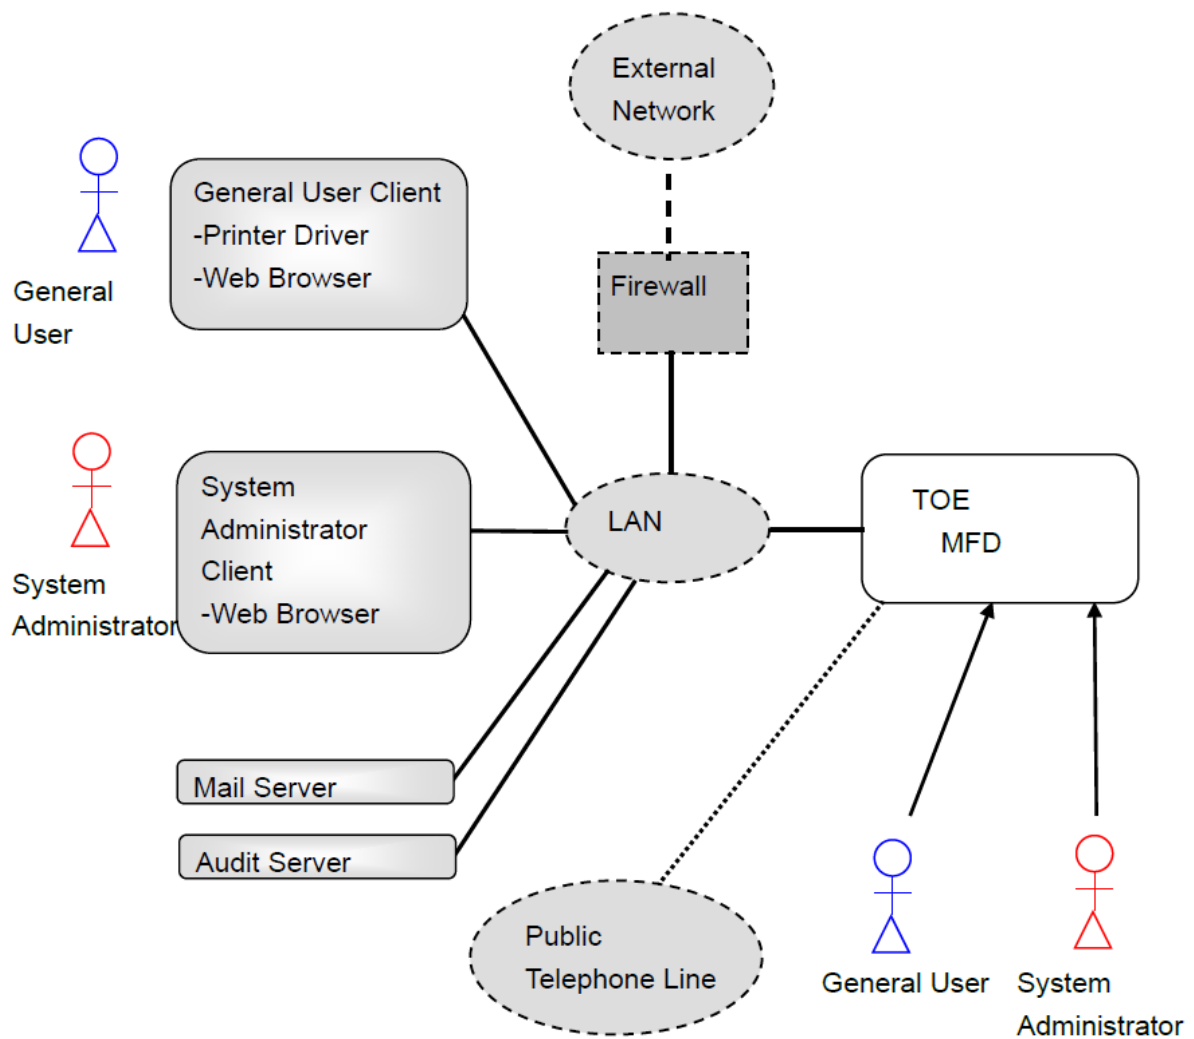 External
Network
General User Client
-Printer Driver
-Web Browser
General
User
Firewall
System
Administrator
Client
-Web Browser
System
Administrator
LAN
TOE
MFD
Mail Server
Audit Server
Public
Telephone Line
General User
System
Administrator